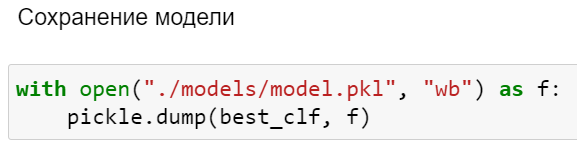 Сохранение модели
with open("./models/model.pkl", "wb") as f:
    pickle.dump(best_clf, f)